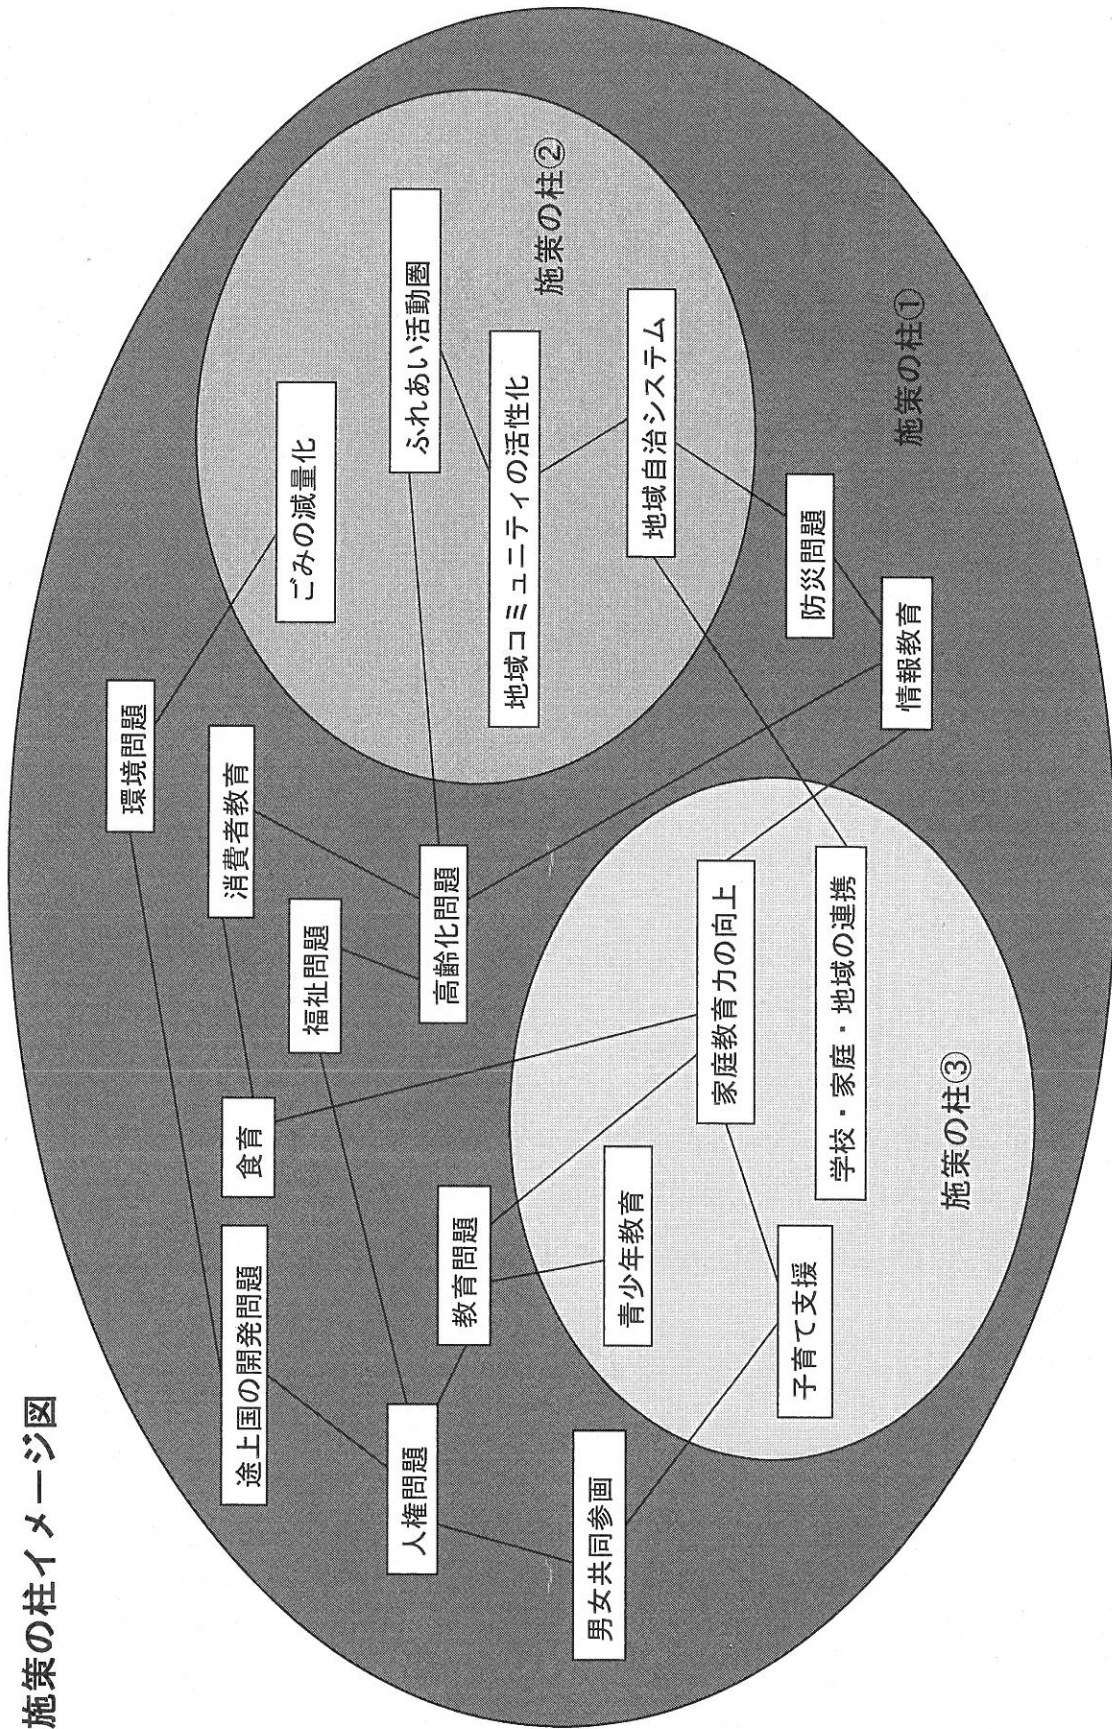 施策の柱イメージ図
環境問題
途上国の開発問題
消費者教育
食育
ごみの減量化
福祉問題
人権問題
教育問題
高齢化問題
ふれあい活動圏
地域コミュニティの活性化
施策の柱②
男女共同参画
青少年教育
地域自治システム
家庭教育力の向上
子育て支援
防災問題
学校・家庭・地域の連携
情報教育
施策の柱①
施策の柱③